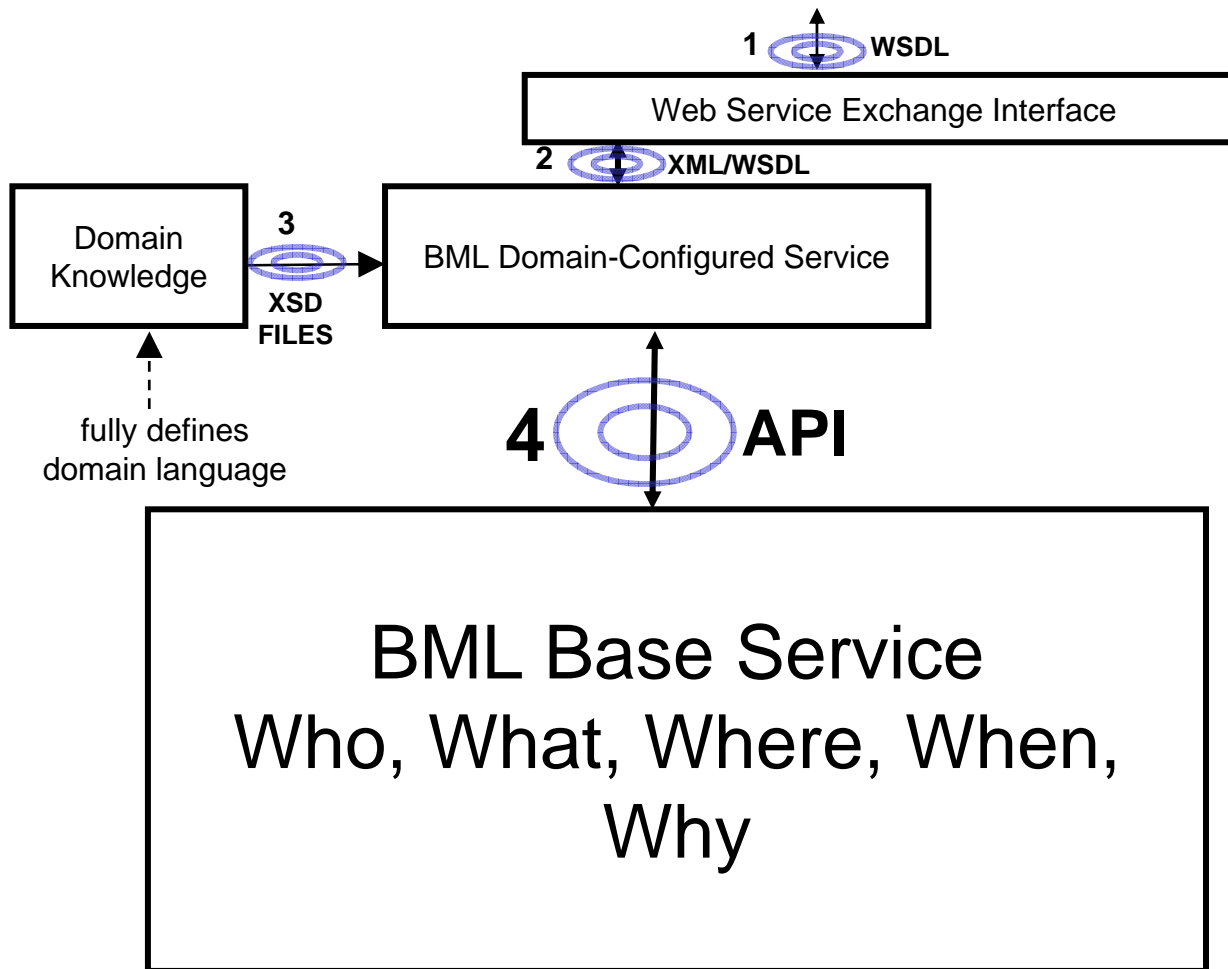 1
WSDL
Web Service Exchange Interface
2
XML/WSDL
Domain
Knowledge
3
XSD
FILES
BML Domain-Configured Service
fully defines
domain language
4
API
BML Base Service
Who, What, Where, When,
Why